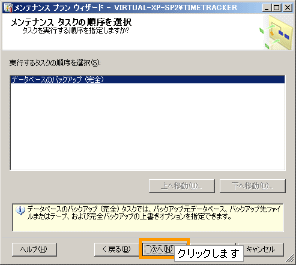 メンテナンス プラン ウィザード - VIRTUAL-XP-SP2¥TIMETRACKER
メンテナンス タスクの順序を選択
タスクを実行する順序を指定しますか?
実行するタスクの順序を選択(S):
データベースのバックアップ (完全)
上へ移動(U)...
下へ移動(D)...
データベースのバックアップ (完全) タスクでは、バックアップ元データベース、バックアップ先ファイルまたはテープ、および完全バックアップの上書きオプションを指定できます。
ヘルプ(H)
< 戻る(B)
次へ(N)
クリックします
キャンセル